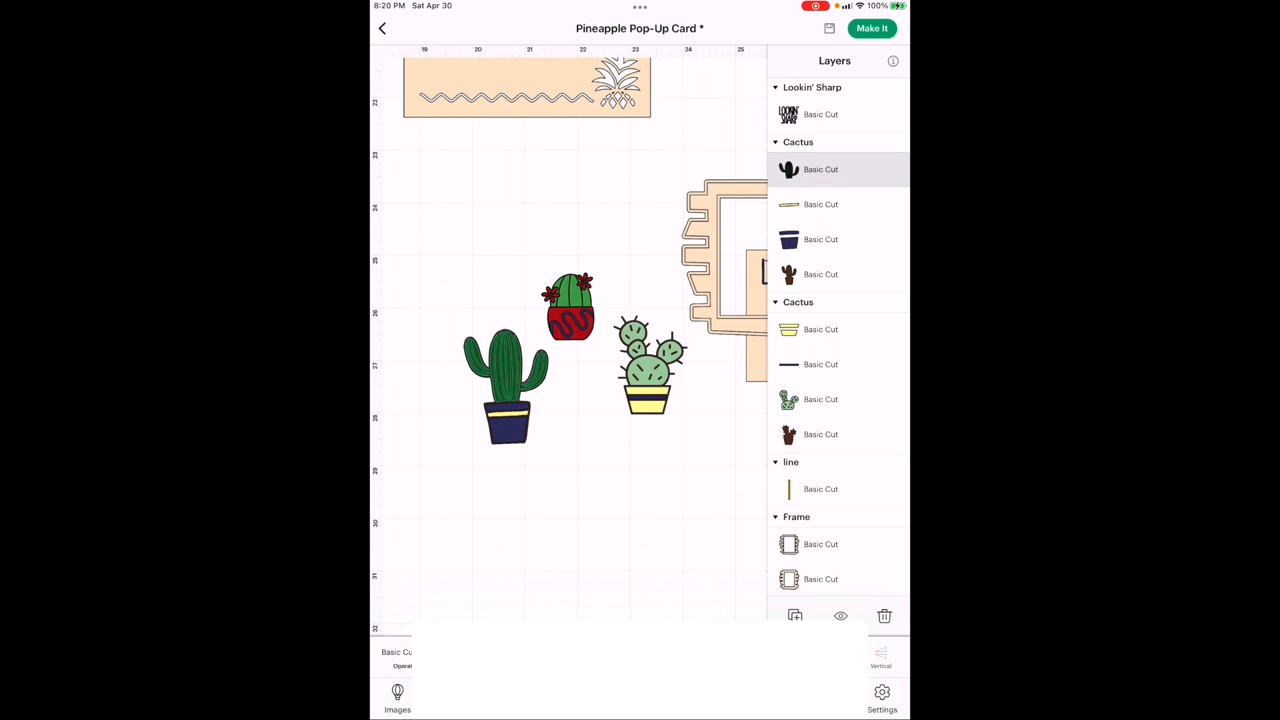 8:20 PM Sat Apr 30
100%
Pineapple Pop-Up Card *
Make It
19 20 21 22 23 24 25
Layers
22
23
24
25
26
27
28
29
30
31
32
Lookin' Sharp
LOOKIN' SHARP Basic Cut
Cactus
Basic Cut
Basic Cut
Basic Cut
Basic Cut
Cactus
Basic Cut
Basic Cut
Basic Cut
Basic Cut
line
Basic Cut
Frame
Basic Cut
Basic Cut
Basic Cu
Operat
Vertical
Images
Settings